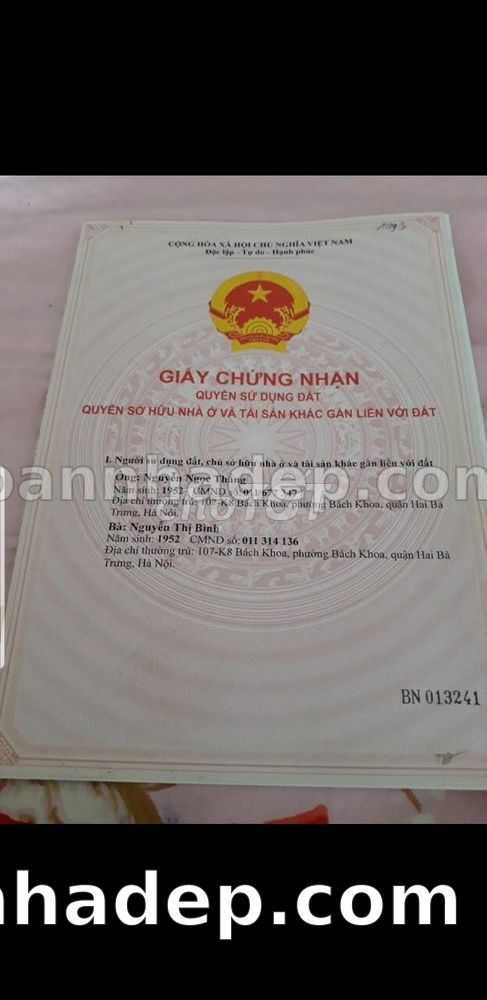 CỘNG HÒA XÃ HỘI CHỦ NGHĨA VIỆT NAM
Độc lập - Tự do - Hạnh phúc
GIẤY CHỨNG NHẬN
QUYỀN SỬ DỤNG ĐẤT
QUYỀN SỞ HỮU NHÀ Ở VÀ TÀI SẢN KHÁC GẮN LIỀN VỚI ĐẤT
I. Người sử dụng đất, chủ sở hữu nhà ở và tài sản khác gắn liền với đất
Ông: Nguyễn Ngọc Thắng
Năm sinh: 1952 CMND số:
Địa chỉ thường trú: 107-K8 Bách Khoa, phường Bách Khoa, quận Hai Bà
Trưng, Hà Nội.
Bà: Nguyễn Thị Bình
Năm sinh: 1952 CMND số: 011 314 136
Địa chỉ thường trú: 107-K8 Bách Khoa, phường Bách Khoa, quận Hai Bà
Trưng, Hà Nội.
bannhadep.com
BN 013241
nhadep.com